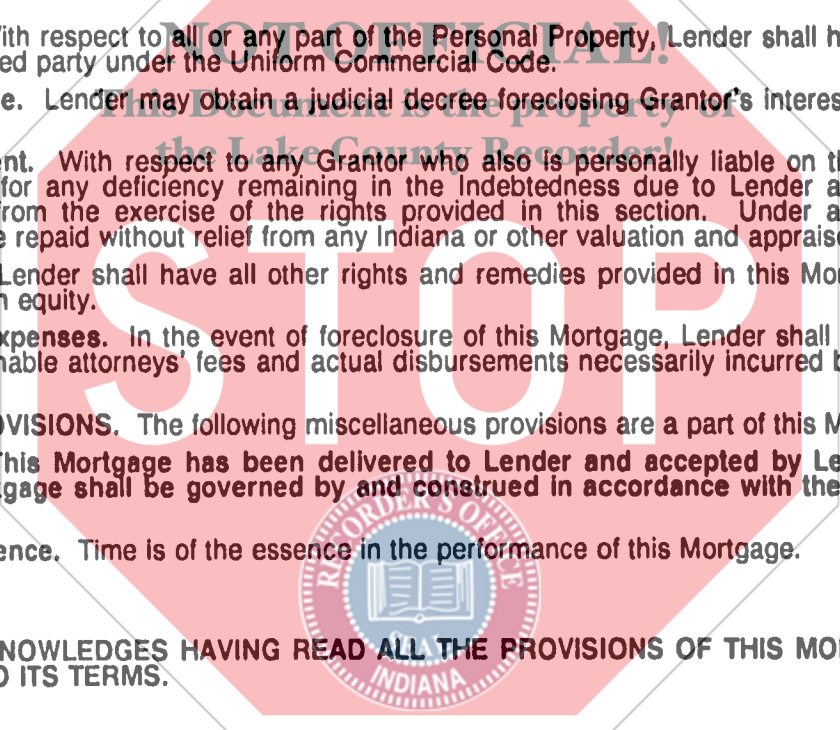 NOT OFFICIAL!
This Document is the property of
the Lake County Recorder!
ith respect to all or any part of the Personal Property, Lender shall h
ed party under the Uniform Commercial Code.
e. Lender may obtain a judicial decree foreclosing Grantor's interes
nt. With respect to any Grantor who also is personally liable on t
for any deficiency remaining in the Indebtedness due to Lender a
rom the exercise of the rights provided in this section. Under a
e repaid without relief from any Indiana or other valuation and appraise
Lender shall have all other rights and remedies provided in this Mo
n equity.
xpenses. In the event of foreclosure of this Mortgage, Lender shall
nable attorneys' fees and actual disbursements necessarily incurred b
STOP
OVISIONS. The following miscellaneous provisions are a part of this M
This Mortgage has been delivered to Lender and accepted by Le
tgage shall be governed by and construed in accordance with the
ence. Time is of the essence in the performance of this Mortgage.
RECORDER'S OFFICE
SEAL
INDIANA
NOWLEDGES HAVING READ ALL THE PROVISIONS OF THIS MO
O ITS TERMS.